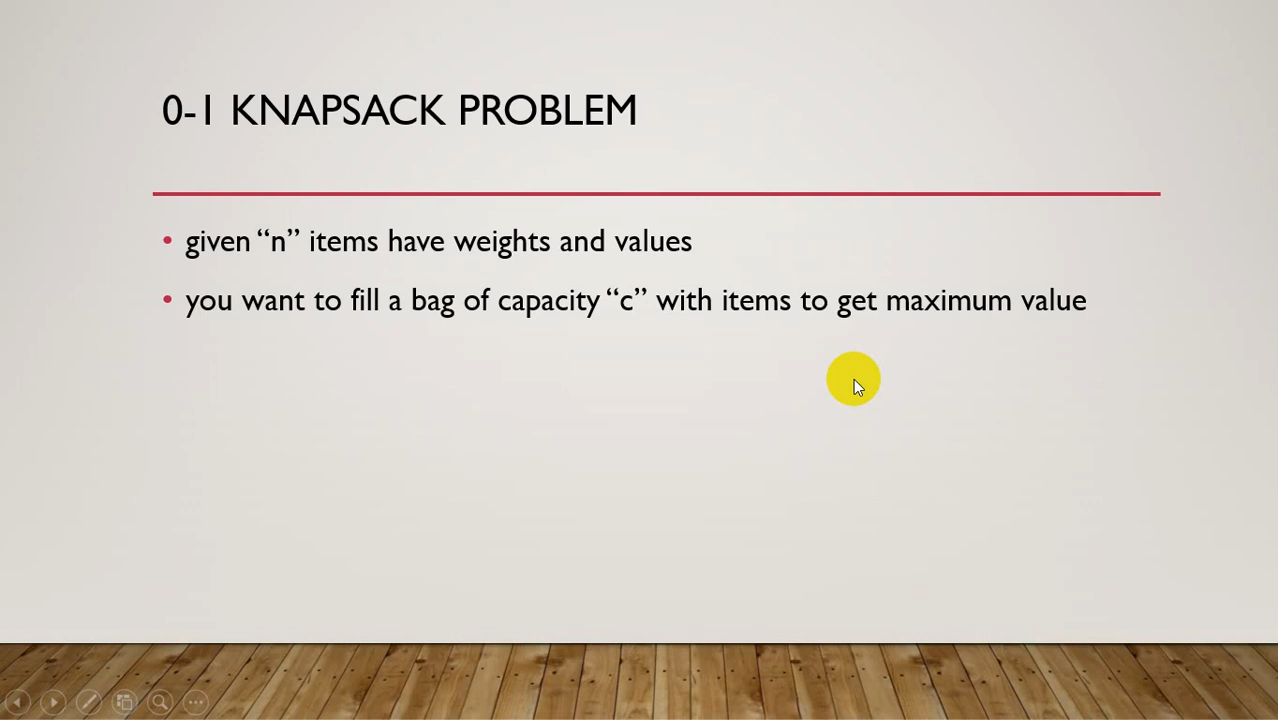 0-1 KNAPSACK PROBLEM
• given “n” items have weights and values
• you want to fill a bag of capacity “c” with items to get maximum value